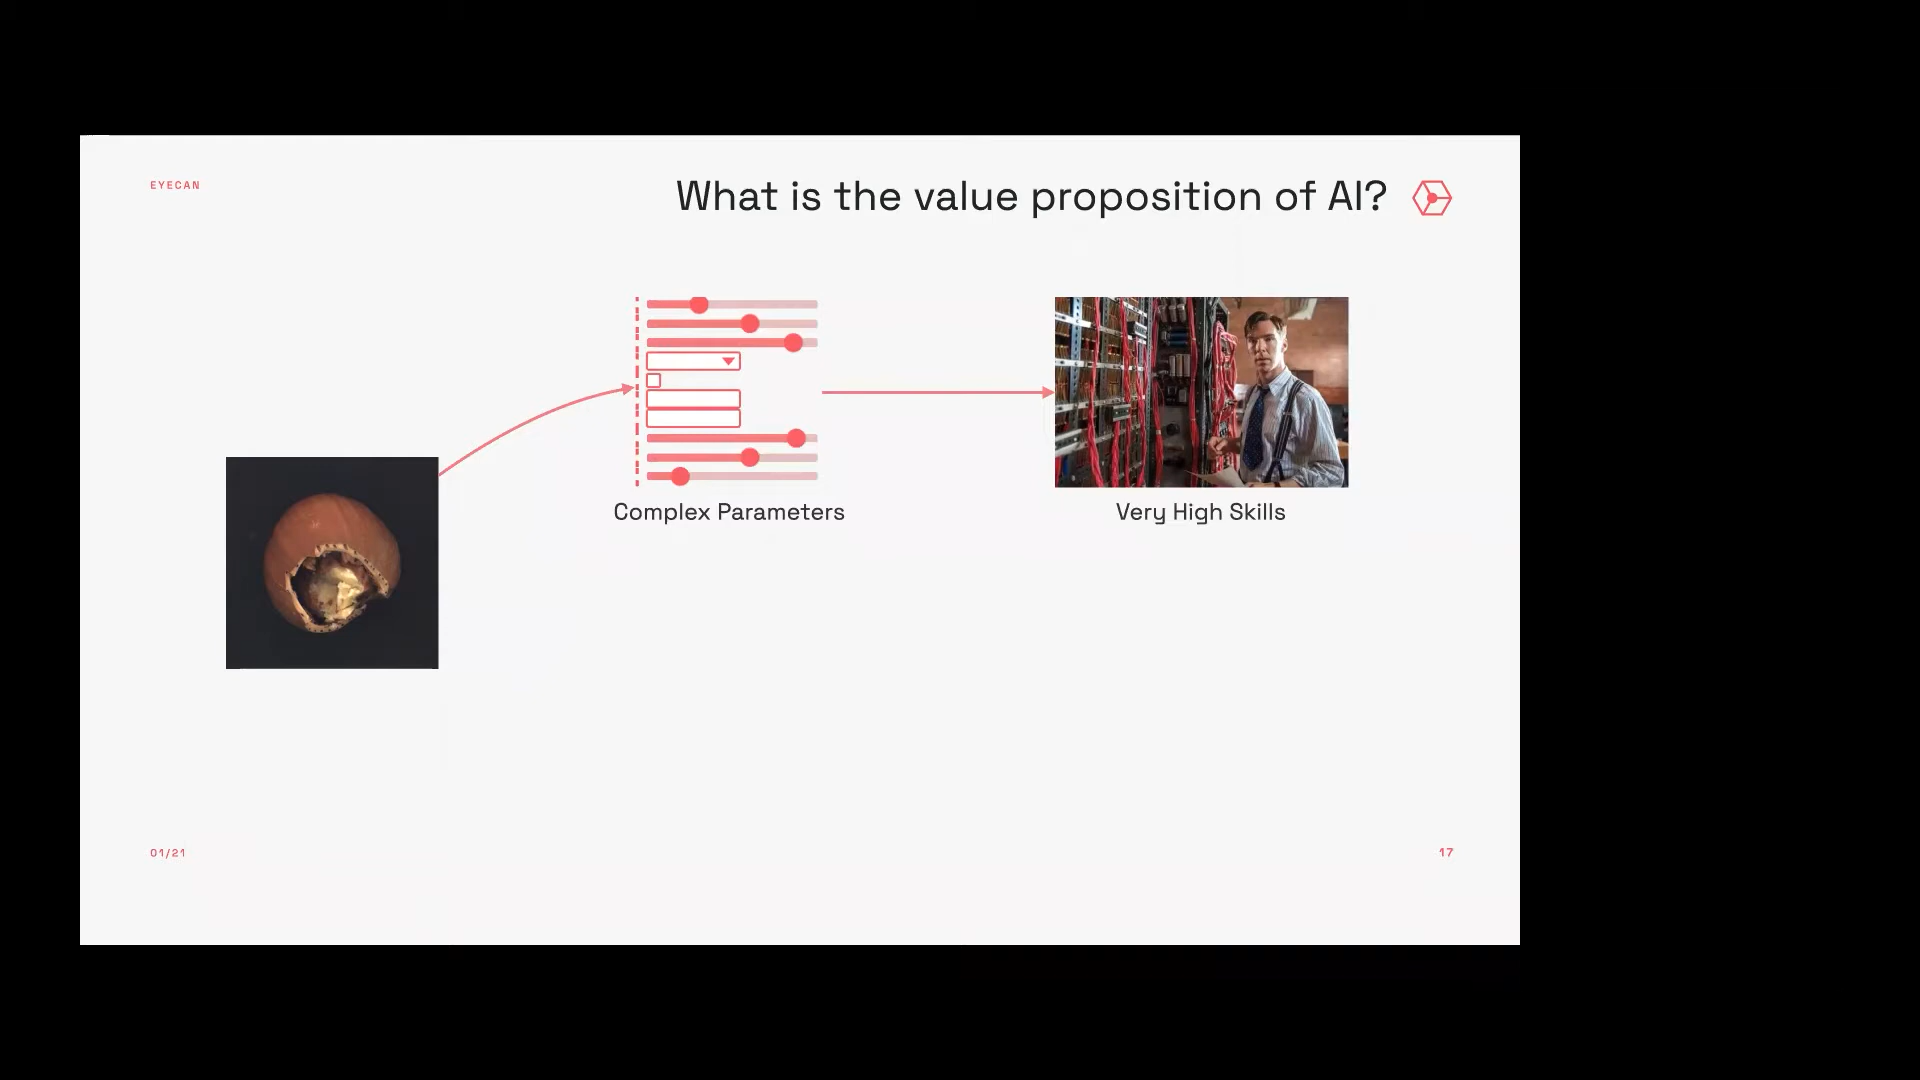 EYECAN
What is the value proposition of AI?
Complex Parameters
Very High Skills
01/21
17